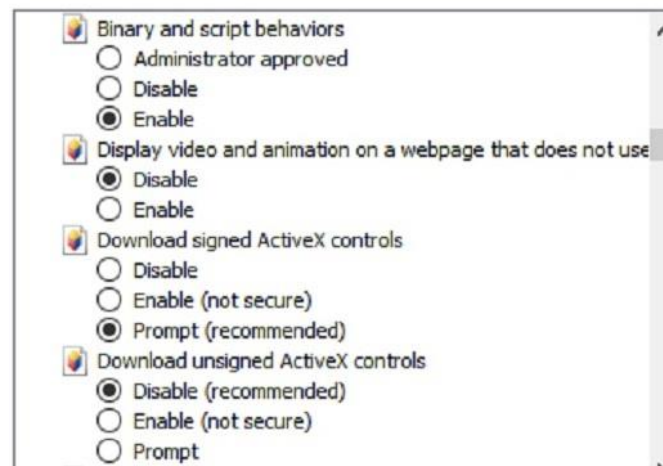 Binary and script behaviors
Administrator approved
Disable
Enable
Display video and animation on a webpage that does not use
Disable
Enable
Download signed ActiveX controls
Disable
Enable (not secure)
Prompt (recommended)
Download unsigned ActiveX controls
Disable (recommended)
Enable (not secure)
Prompt